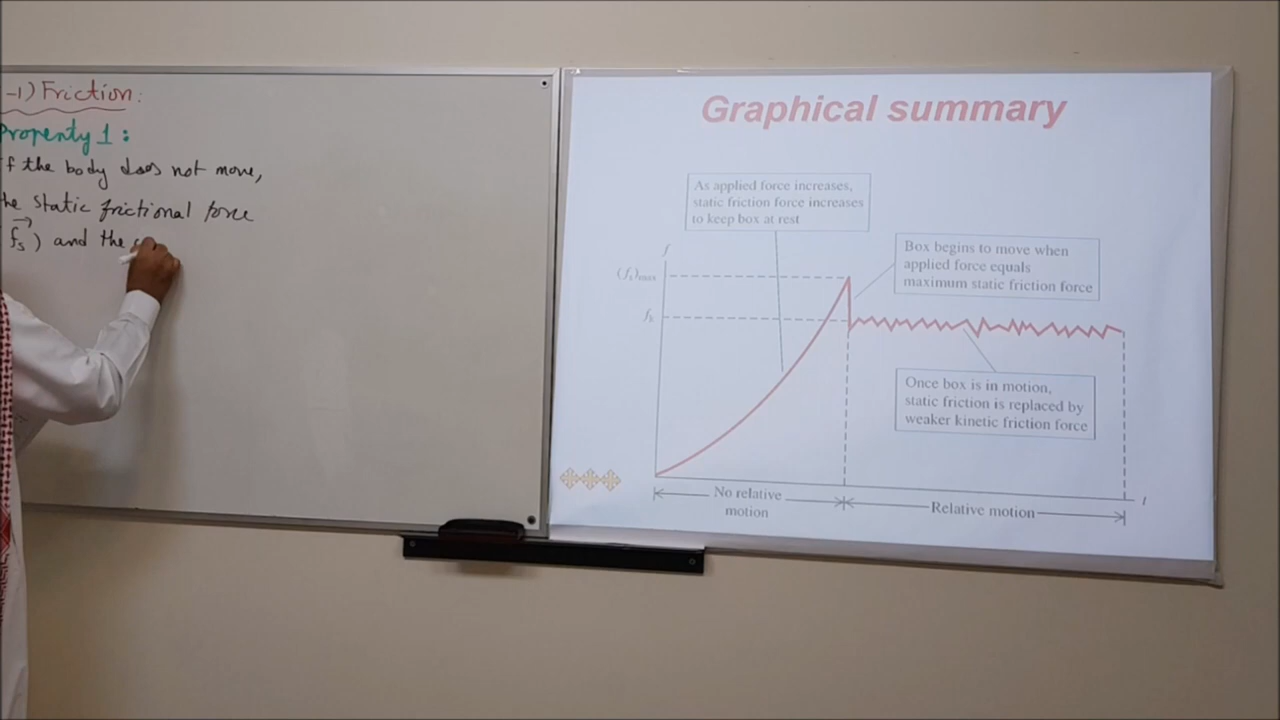 -1) Friction:
Property 1:
f the body does not move,
he static frictional force
fs) and the
Graphical summary
As applied force increases,
static friction force increases
to keep box at rest
f
(fs)max
Box begins to move when
applied force equals
maximum static friction force
fk
Once box is in motion,
static friction is replaced by
weaker kinetic friction force
No relative
motion
Relative motion
t